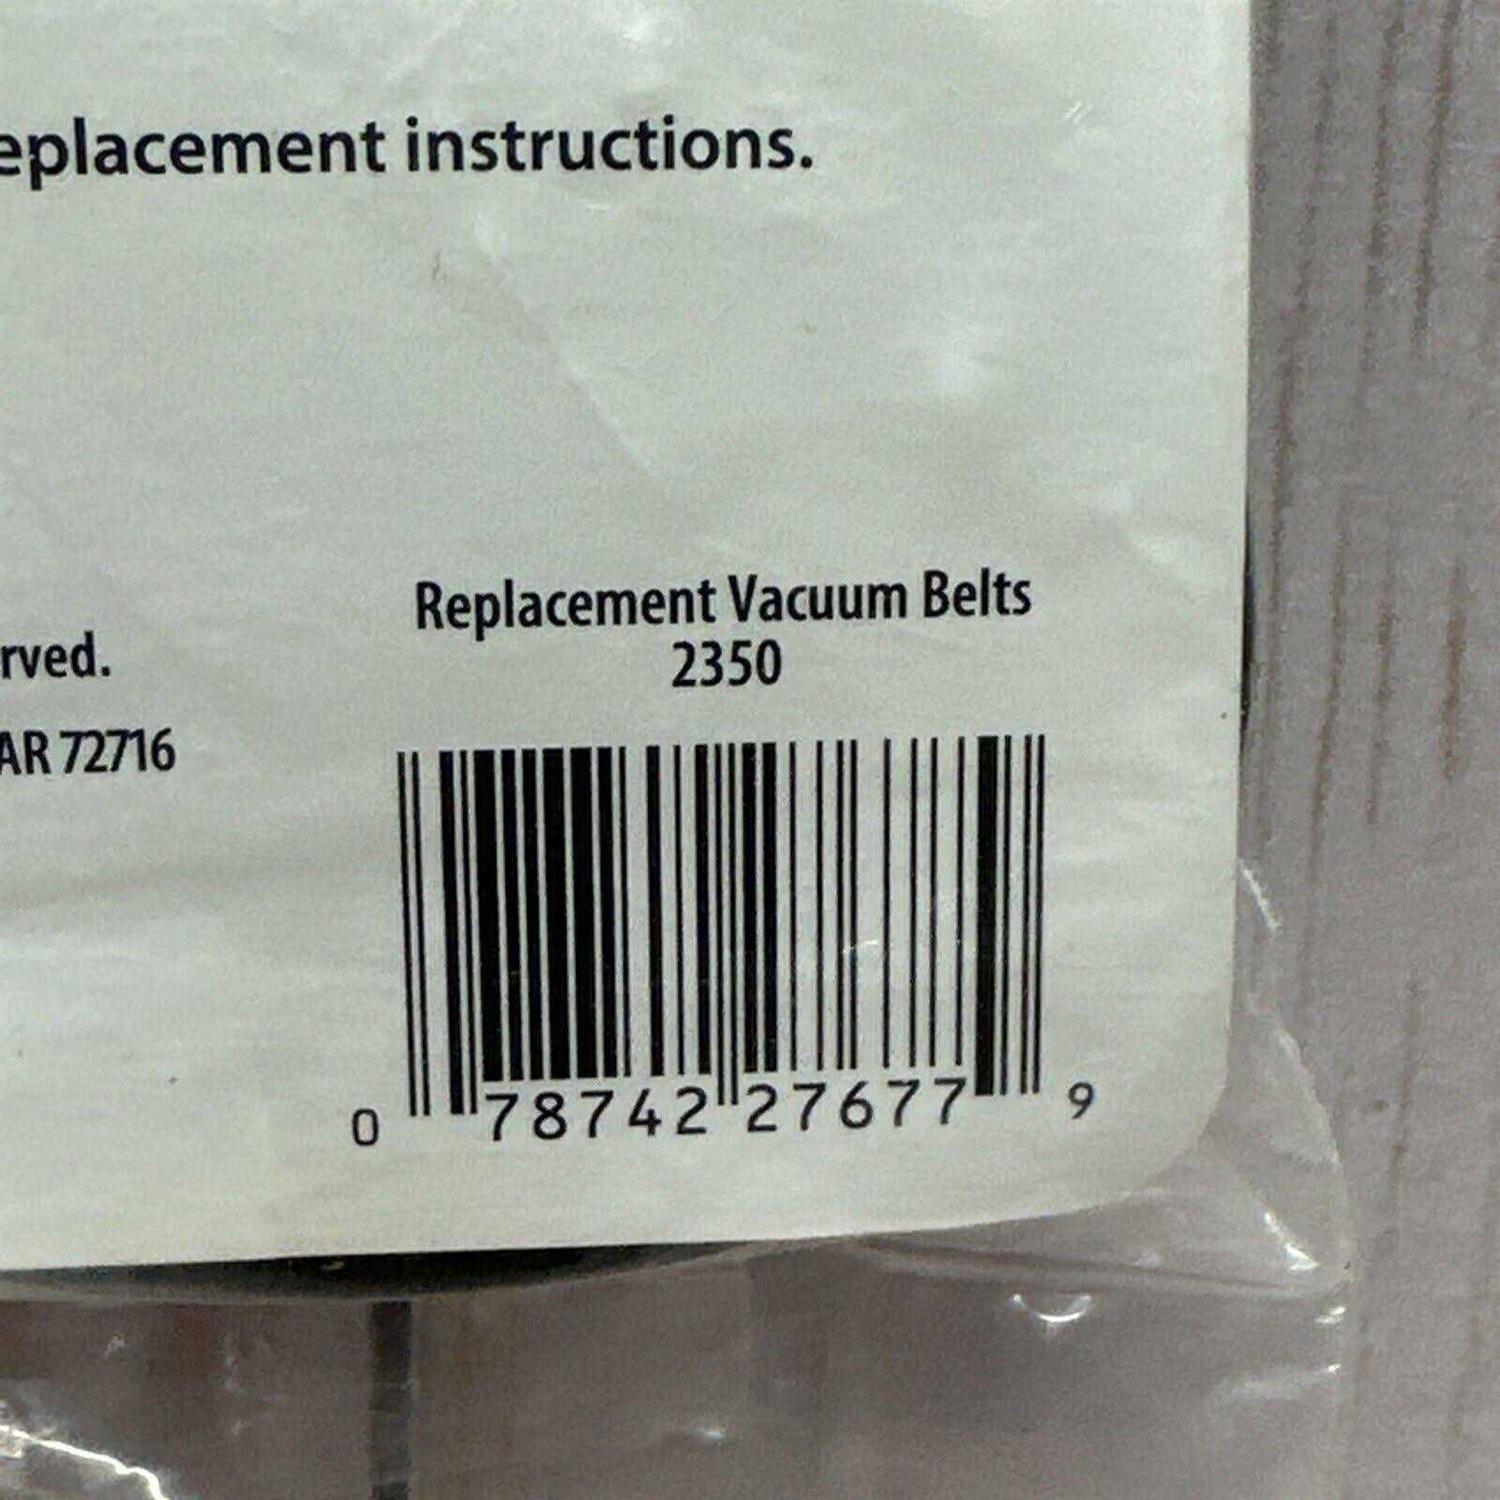 eplacement instructions.
Replacement Vacuum Belts
2350
rved.
AR 72716
0 78742 27677 9